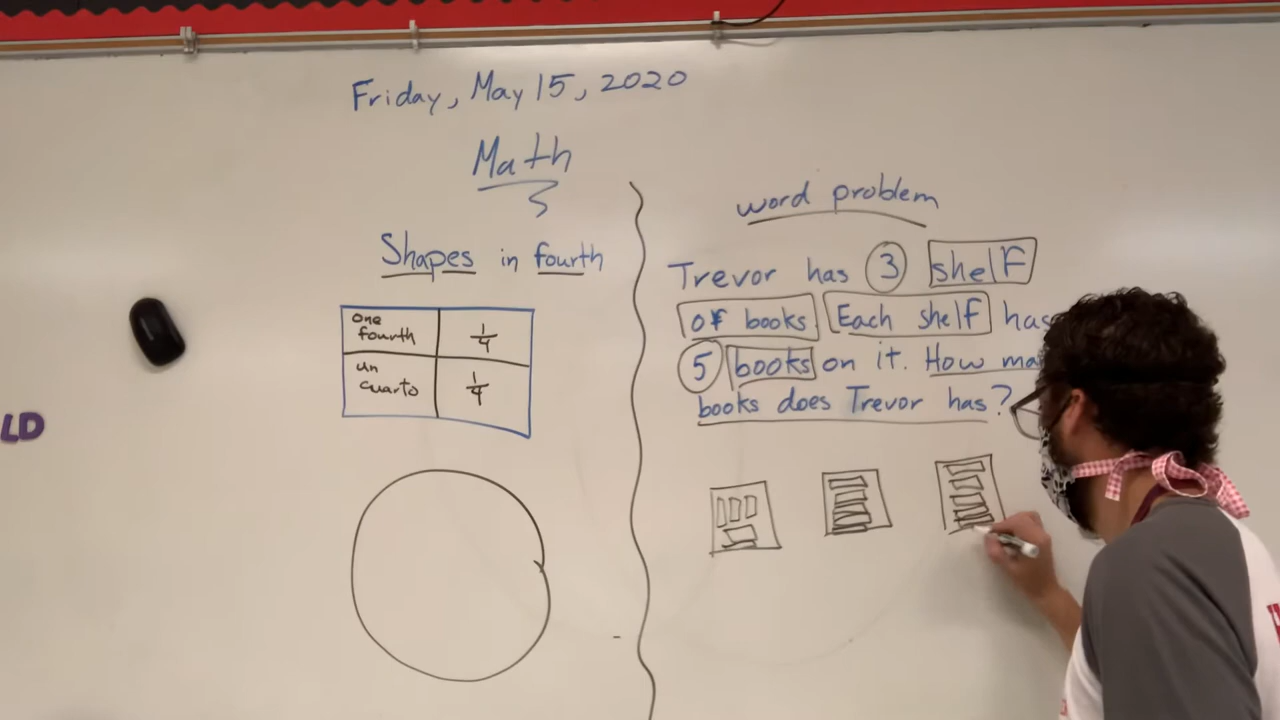 Friday, May 15, 2020
Math
Shapes in fourth
one fourth
1/4
un cuarto
1/4
word problem
Trevor has 3 shelf
of books. Each shelf has
5 books on it. How
books does Trevor has?
LD